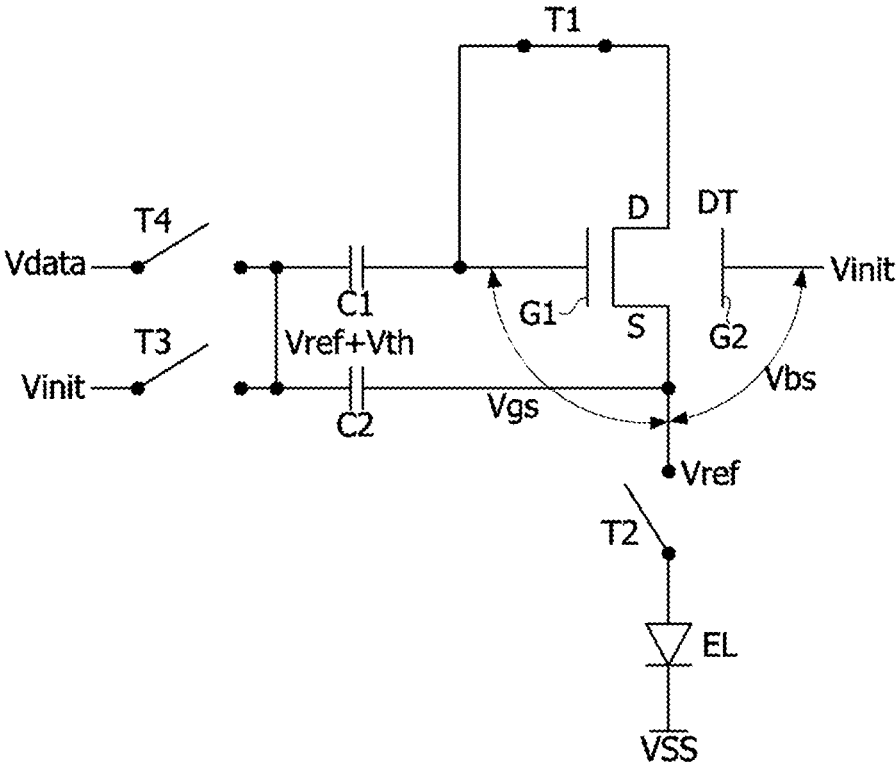 T1
D
DT
T4
Vdata
Vinit
C1
G1
S
G2
T3
Vref+Vth
Vinit
Vgs
Vbs
C2
Vref
T2
EL
VSS